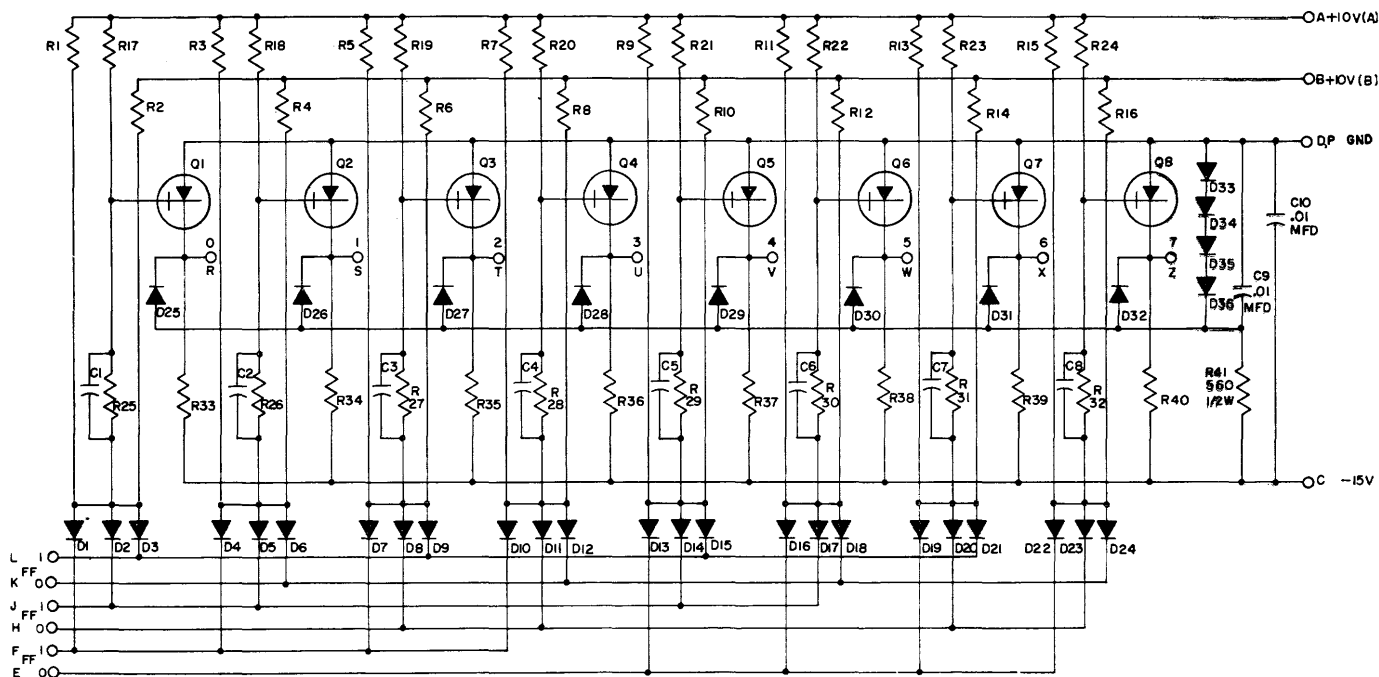 A+10V(A)
R1 R17 R3 R18 R5 R19 R7 R20 R9 R21 R11 R22 R13 R23 R15 R24
B+10V(B)
R2 R4 R6 R8 R10 R12 R14 R16
D,P GND
Q1 Q2 Q3 Q4 Q5 Q6 Q7 Q8
D33
D34
D35
D36
C10
.01
MFD
C9
.01
MFD
0 1 2 3 4 5 6 7
R S T U V W X Z
D25 D26 D27 D28 D29 D30 D31 D32
C1 C2 C3 C4 C5 C6 C7 C8
R25 R26 R27 R28 R29 R30 R31 R32
R33 R34 R35 R36 R37 R38 R39 R40
R41
560
1/2W
C -15V
D1 D2 D3 D4 D5 D6 D7 D8 D9 D10 D11 D12 D13 D14 D15 D16 D17 D18 D19 D20 D21 D22 D23 D24
L 1
FF
K 0
J 1
FF
H 0
F 1
FF
E 0